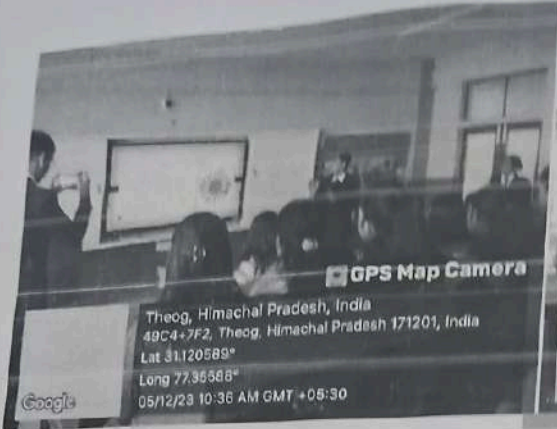 GPS Map Camera
Theog, Himachal Pradesh, India
49C4+7F2, Theog, Himachal Pradesh 171201, India
Lat 31.120589°
Long 77.35688°
05/12/23 10:36 AM GMT +05:30
Google